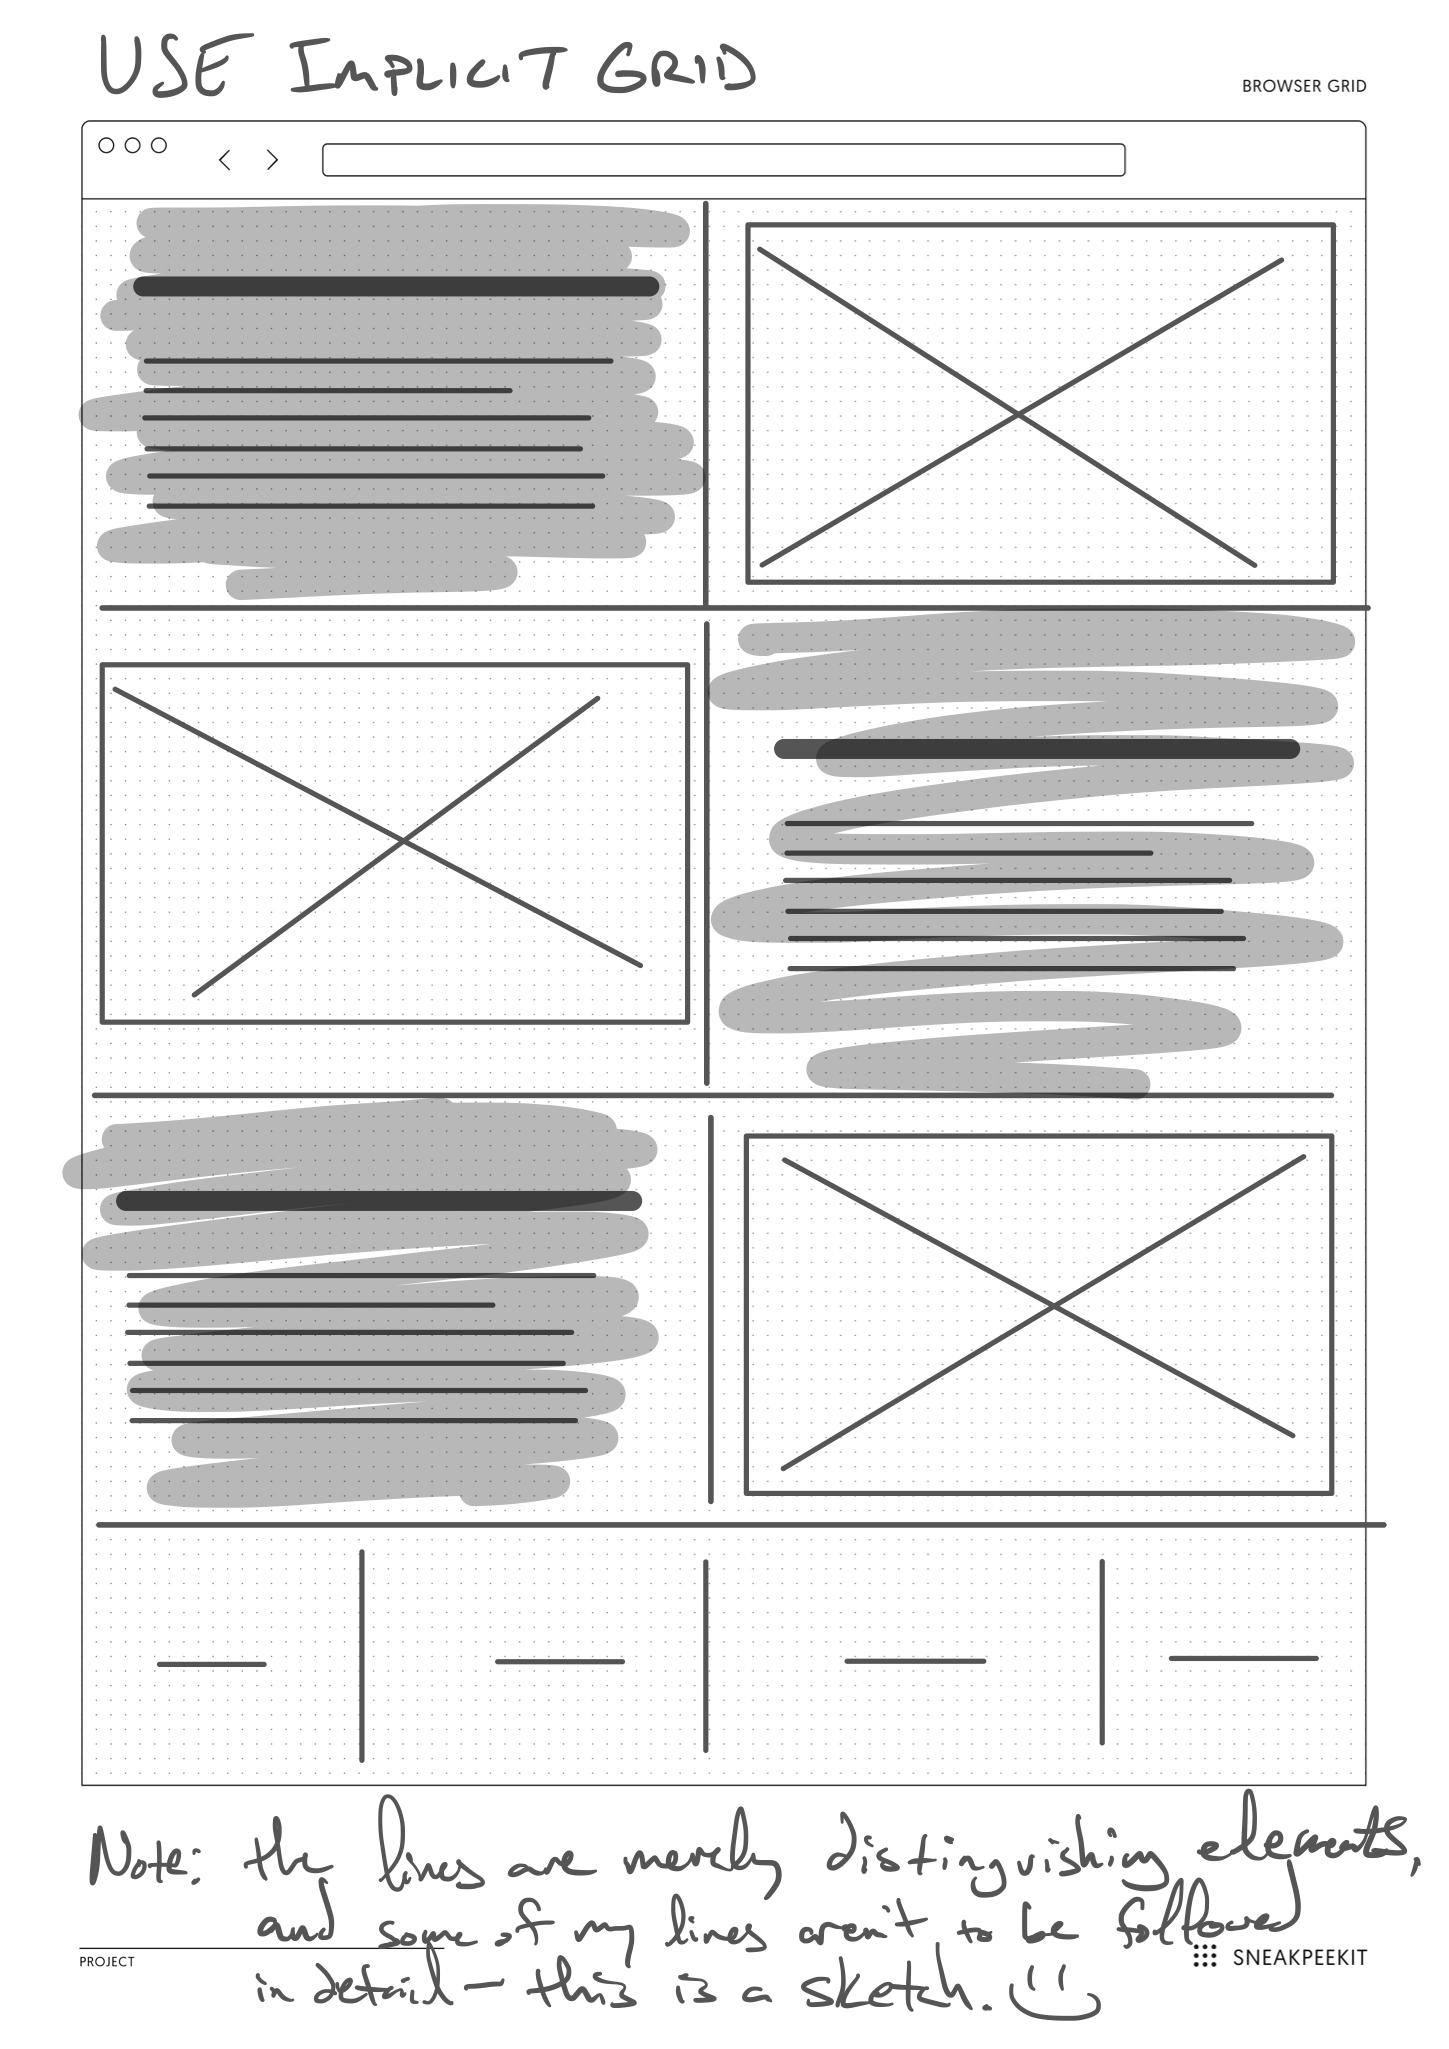 USE IMPLICIT GRID
BROWSER GRID
Note: the lines are merely distinguishing elements,
and some of my lines aren't to be followed
PROJECT
SNEAKPEEKIT
in detail — this is a sketch. :)